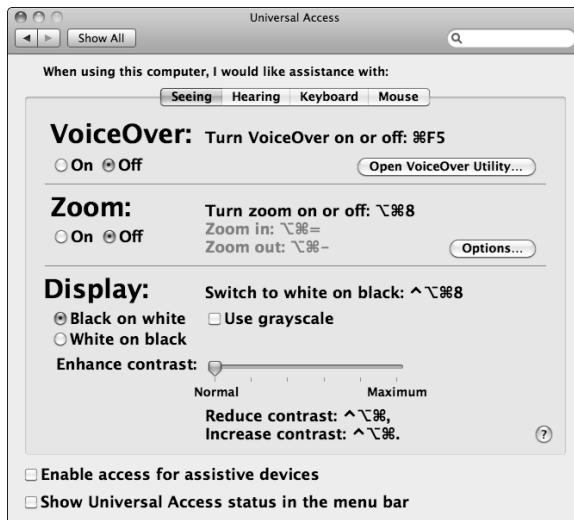 Universal Access
Show All
When using this computer, I would like assistance with:
Seeing Hearing Keyboard Mouse
VoiceOver: Turn VoiceOver on or off: ⌘F5
On Off Open VoiceOver Utility...
Zoom: Turn zoom on or off: ⌥⌘8
On Off Zoom in: ⌥⌘=
Zoom out: ⌥⌘-
Options...
Display: Switch to white on black: ^⌥⌘8
Black on white Use grayscale
White on black
Enhance contrast:
Normal Maximum
Reduce contrast: ^⌥⌘,
Increase contrast: ^⌥⌘.
?
Enable access for assistive devices
Show Universal Access status in the menu bar